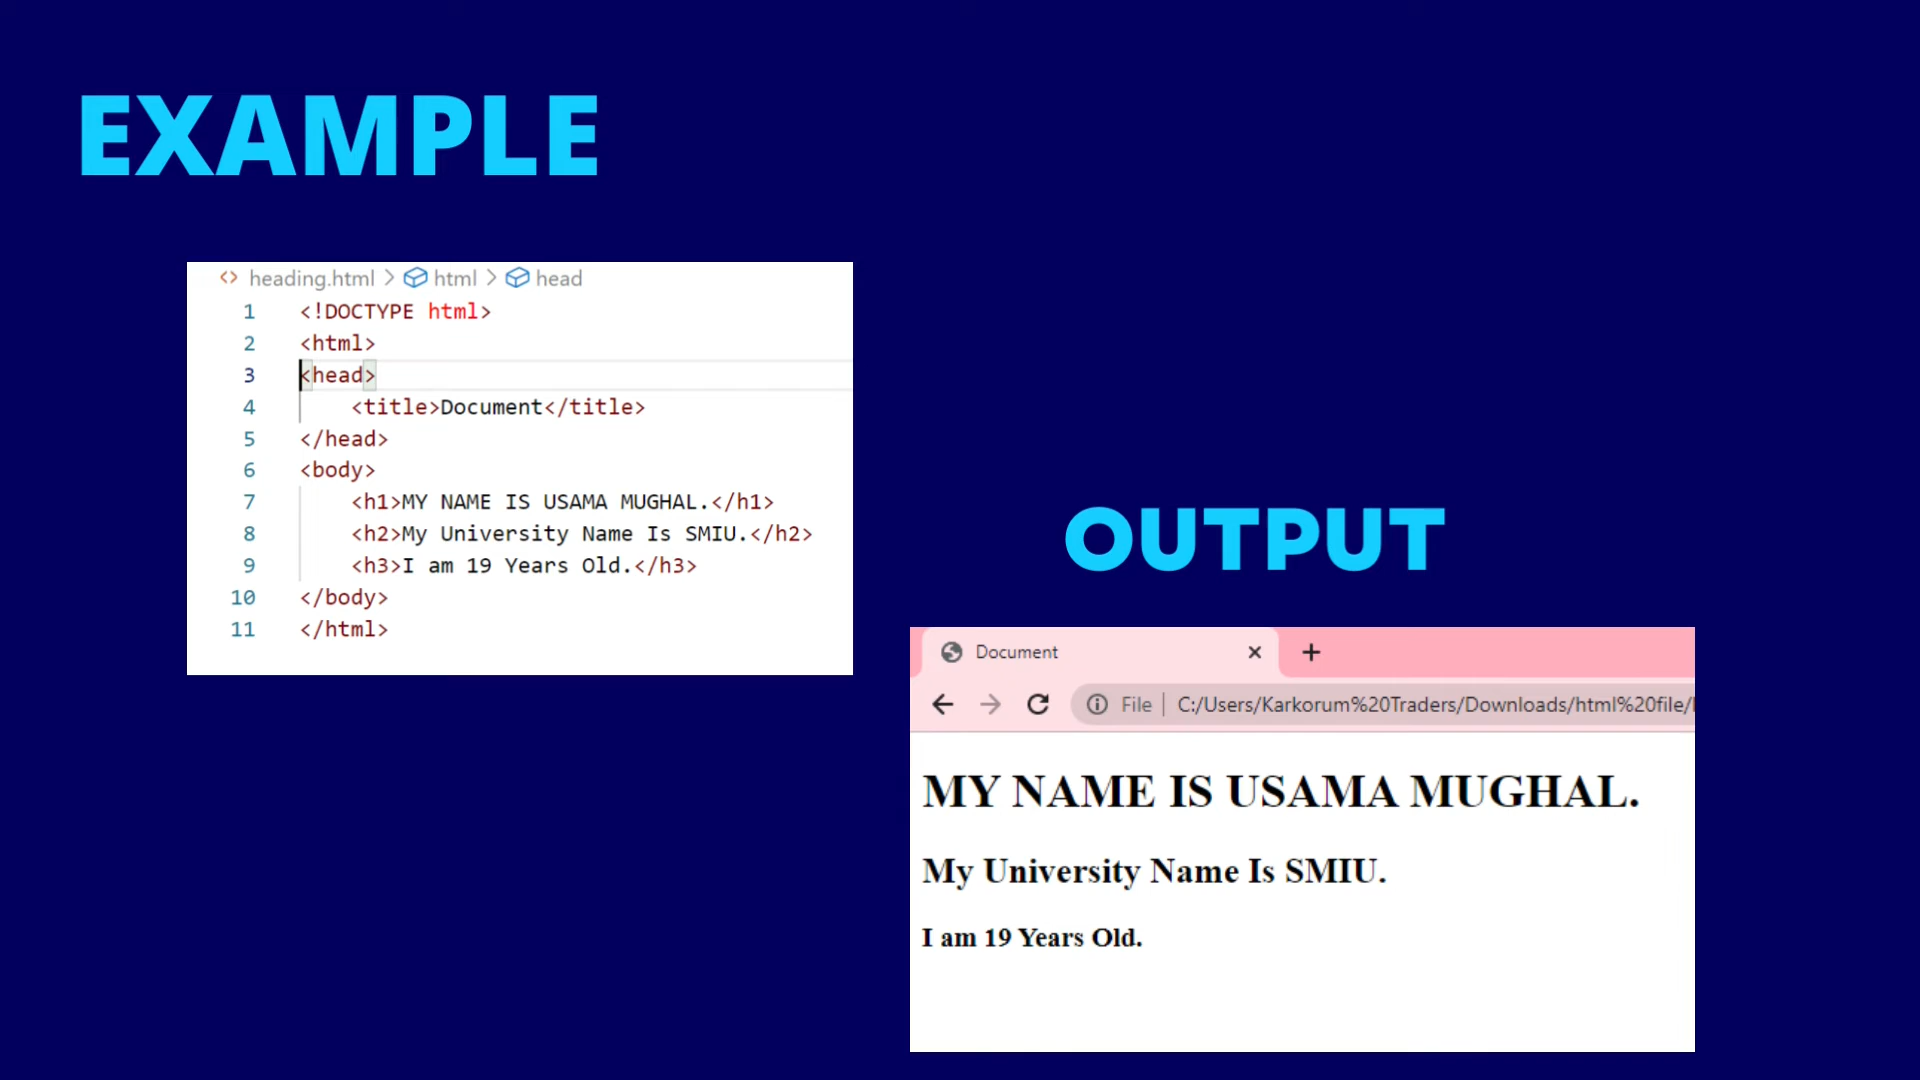 EXAMPLE
<> heading.html > html > head
1 <!DOCTYPE html>
2 <html>
3 <head>
4 <title>Document</title>
5 </head>
6 <body>
7 <h1>MY NAME IS USAMA MUGHAL.</h1>
8 <h2>My University Name Is SMIU.</h2>
9 <h3>I am 19 Years Old.</h3>
10 </body>
11 </html>
OUTPUT
Document
File | C:/Users/Karkorum%20Traders/Downloads/html%20file/
MY NAME IS USAMA MUGHAL.
My University Name Is SMIU.
I am 19 Years Old.